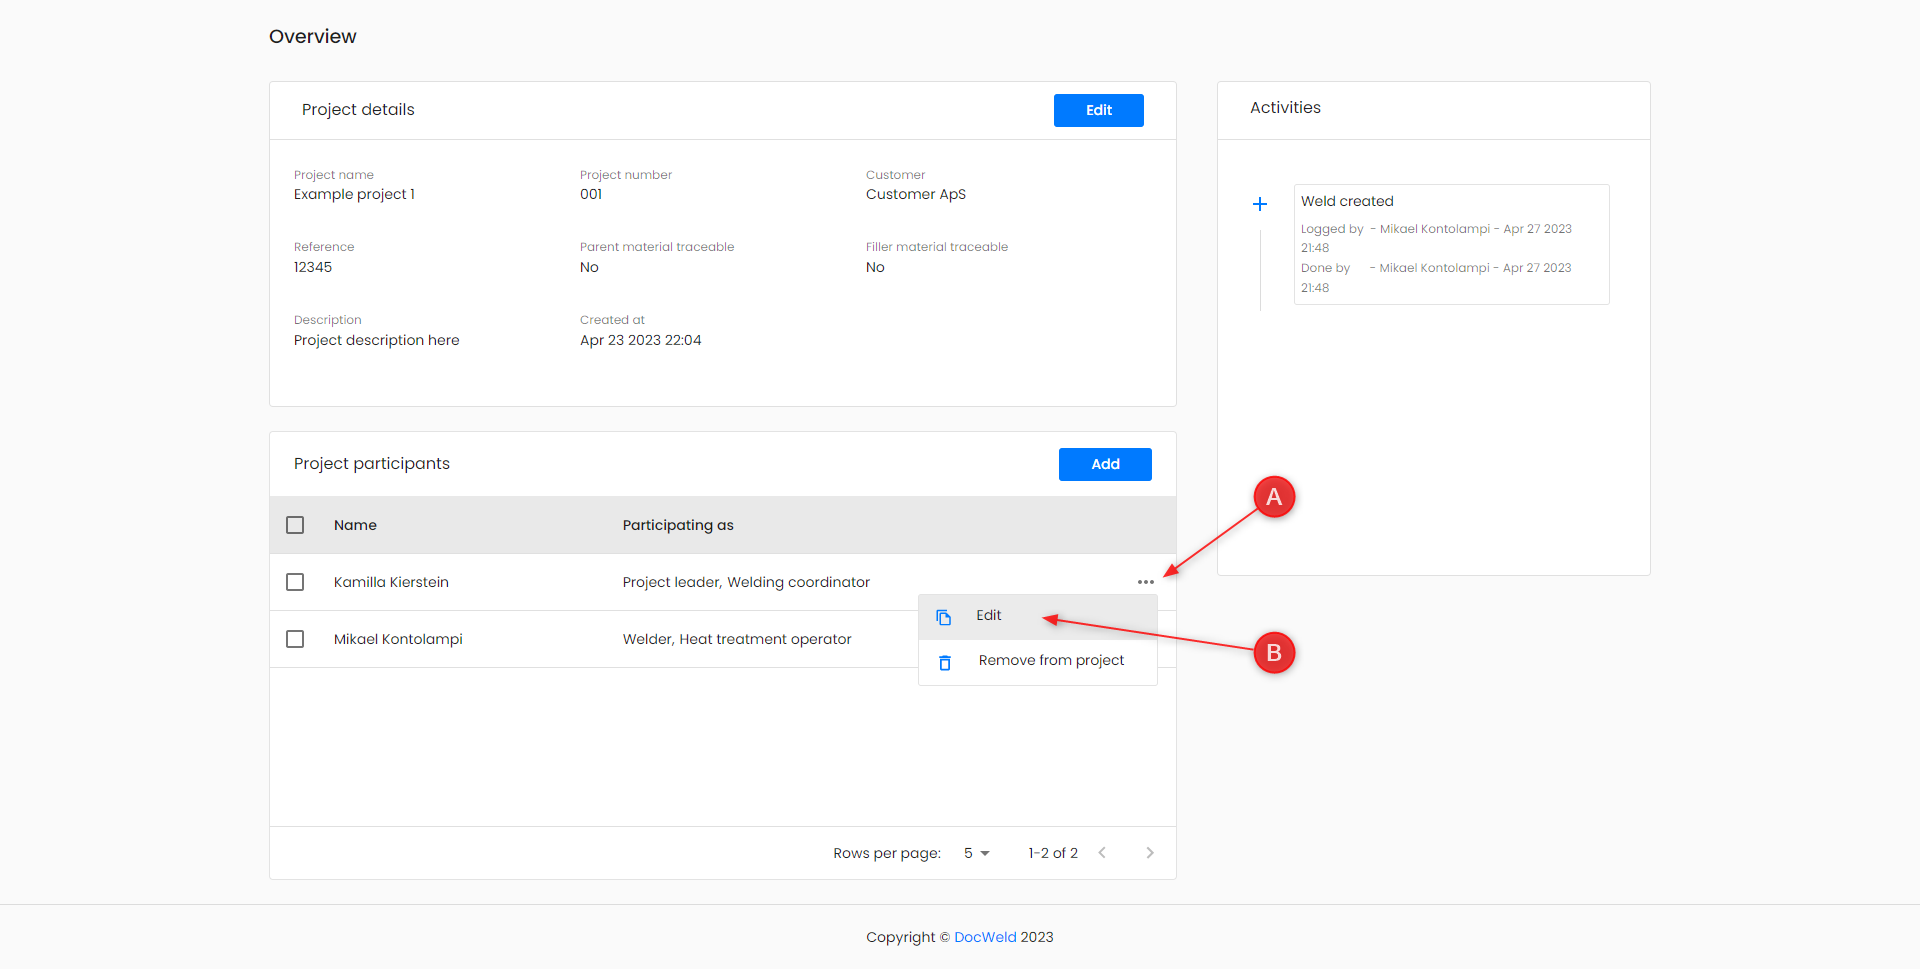 Overview
Project details
Edit
Project name
Example project 1
Project number
001
Customer
Customer ApS
Reference
12345
Parent material traceable
No
Filler material traceable
No
Description
Project description here
Created at
Apr 23 2023 22:04
Activities
Weld created
Logged by - Mikael Kontolampi - Apr 27 2023
21:48
Done by - Mikael Kontolampi - Apr 27 2023
21:48
Project participants
Add
Name
Participating as
Kamilla Kierstein
Project leader, Welding coordinator
Mikael Kontolampi
Welder, Heat treatment operator
Edit
Remove from project
A
B
Rows per page: 5 1-2 of 2
Copyright © DocWeld 2023